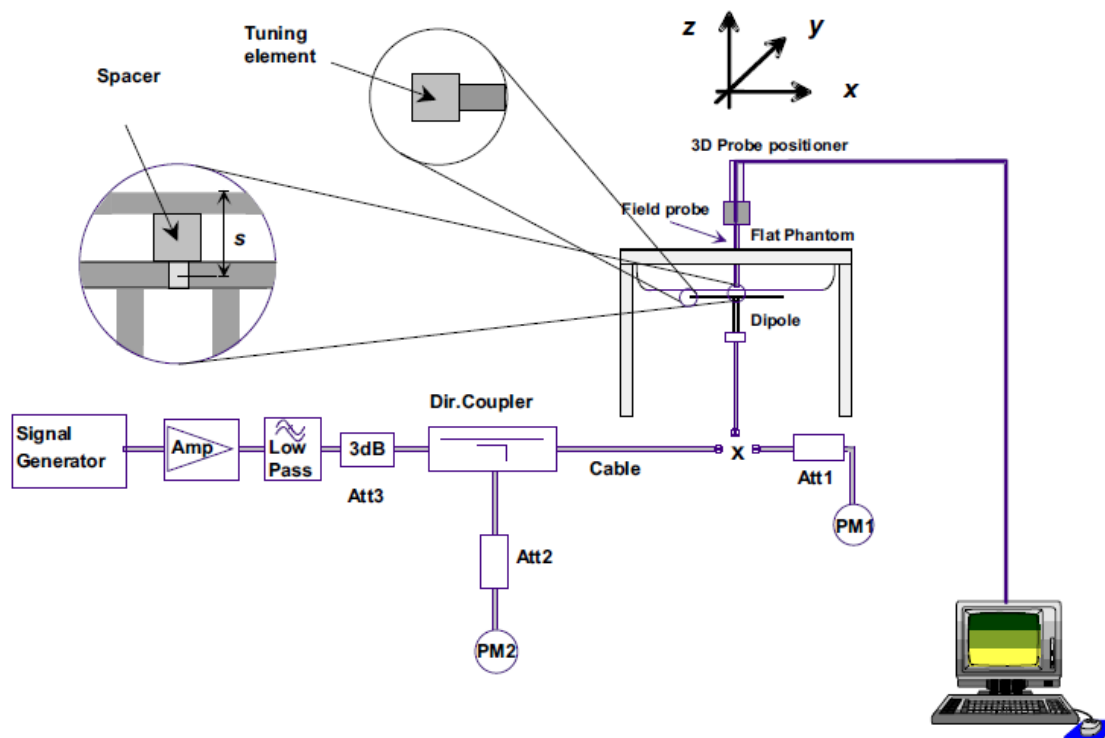 Tuning
element
Spacer
s
z
y
x
3D Probe positioner
Field probe
Flat Phantom
Dipole
Dir.Coupler
Signal
Generator
Amp
Low
Pass
3dB
Att3
Cable
x
Att1
PM1
Att2
PM2